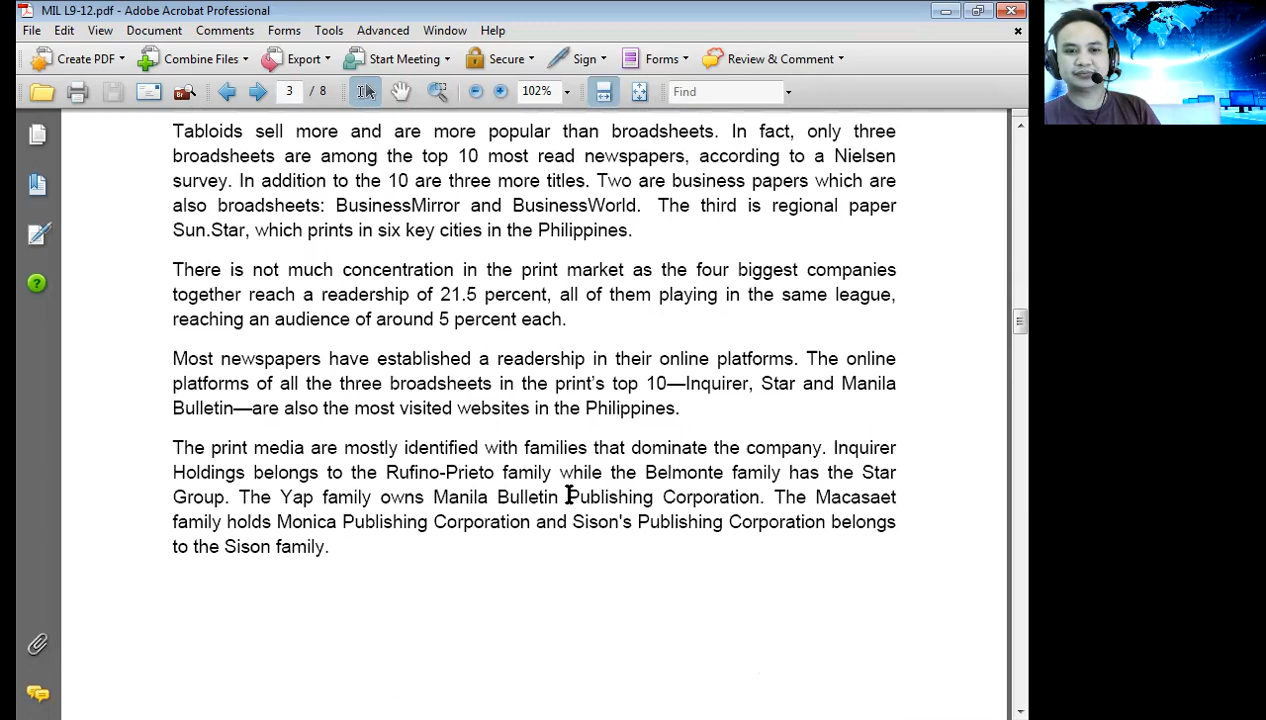 MIL L9-12.pdf - Adobe Acrobat Professional
File Edit View Document Comments Forms Tools Advanced Window Help
Create PDF Combine Files Export Start Meeting Secure Sign Forms Review & Comment
3 / 8 102% Find
Tabloids sell more and are more popular than broadsheets. In fact, only three
broadsheets are among the top 10 most read newspapers, according to a Nielsen
survey. In addition to the 10 are three more titles. Two are business papers which are
also broadsheets: BusinessMirror and BusinessWorld. The third is regional paper
Sun.Star, which prints in six key cities in the Philippines.
There is not much concentration in the print market as the four biggest companies
together reach a readership of 21.5 percent, all of them playing in the same league,
reaching an audience of around 5 percent each.
Most newspapers have established a readership in their online platforms. The online
platforms of all the three broadsheets in the print's top 10—Inquirer, Star and Manila
Bulletin—are also the most visited websites in the Philippines.
The print media are mostly identified with families that dominate the company. Inquirer
Holdings belongs to the Rufino-Prieto family while the Belmonte family has the Star
Group. The Yap family owns Manila Bulletin Publishing Corporation. The Macasaet
family holds Monica Publishing Corporation and Sison's Publishing Corporation belongs
to the Sison family.